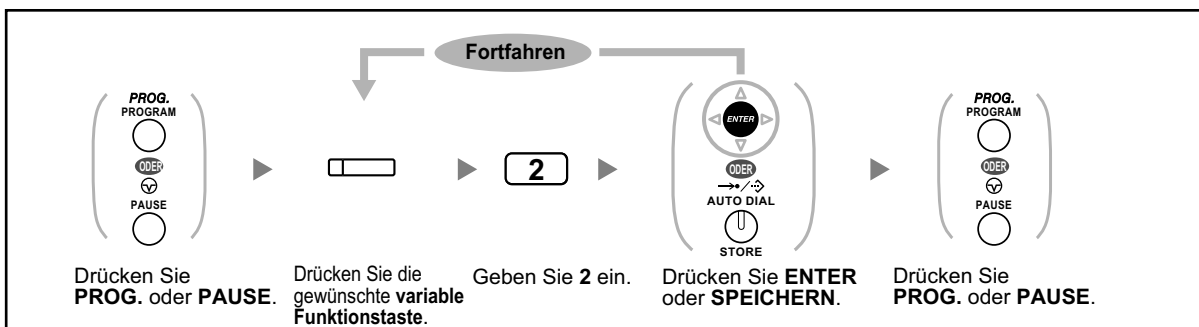 Fortfahren
PROG.
PROGRAM
ODER
PAUSE
2
ENTER
ODER
AUTO DIAL
STORE
PROG.
PROGRAM
ODER
PAUSE
Drücken Sie
PROG. oder PAUSE.
Drücken Sie die
gewünschte variable
Funktionstaste.
Geben Sie 2 ein.
Drücken Sie ENTER
oder SPEICHERN.
Drücken Sie
PROG. oder PAUSE.